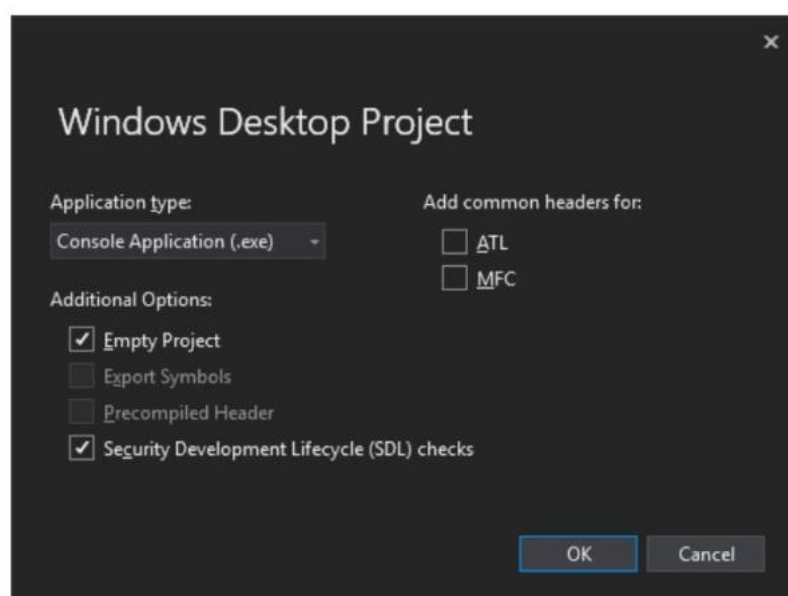 Windows Desktop Project
Application type:
Console Application (.exe)
Additional Options:
Empty Project
Export Symbols
Precompiled Header
Security Development Lifecycle (SDL) checks
Add common headers for:
ATL
MFC
OK
Cancel